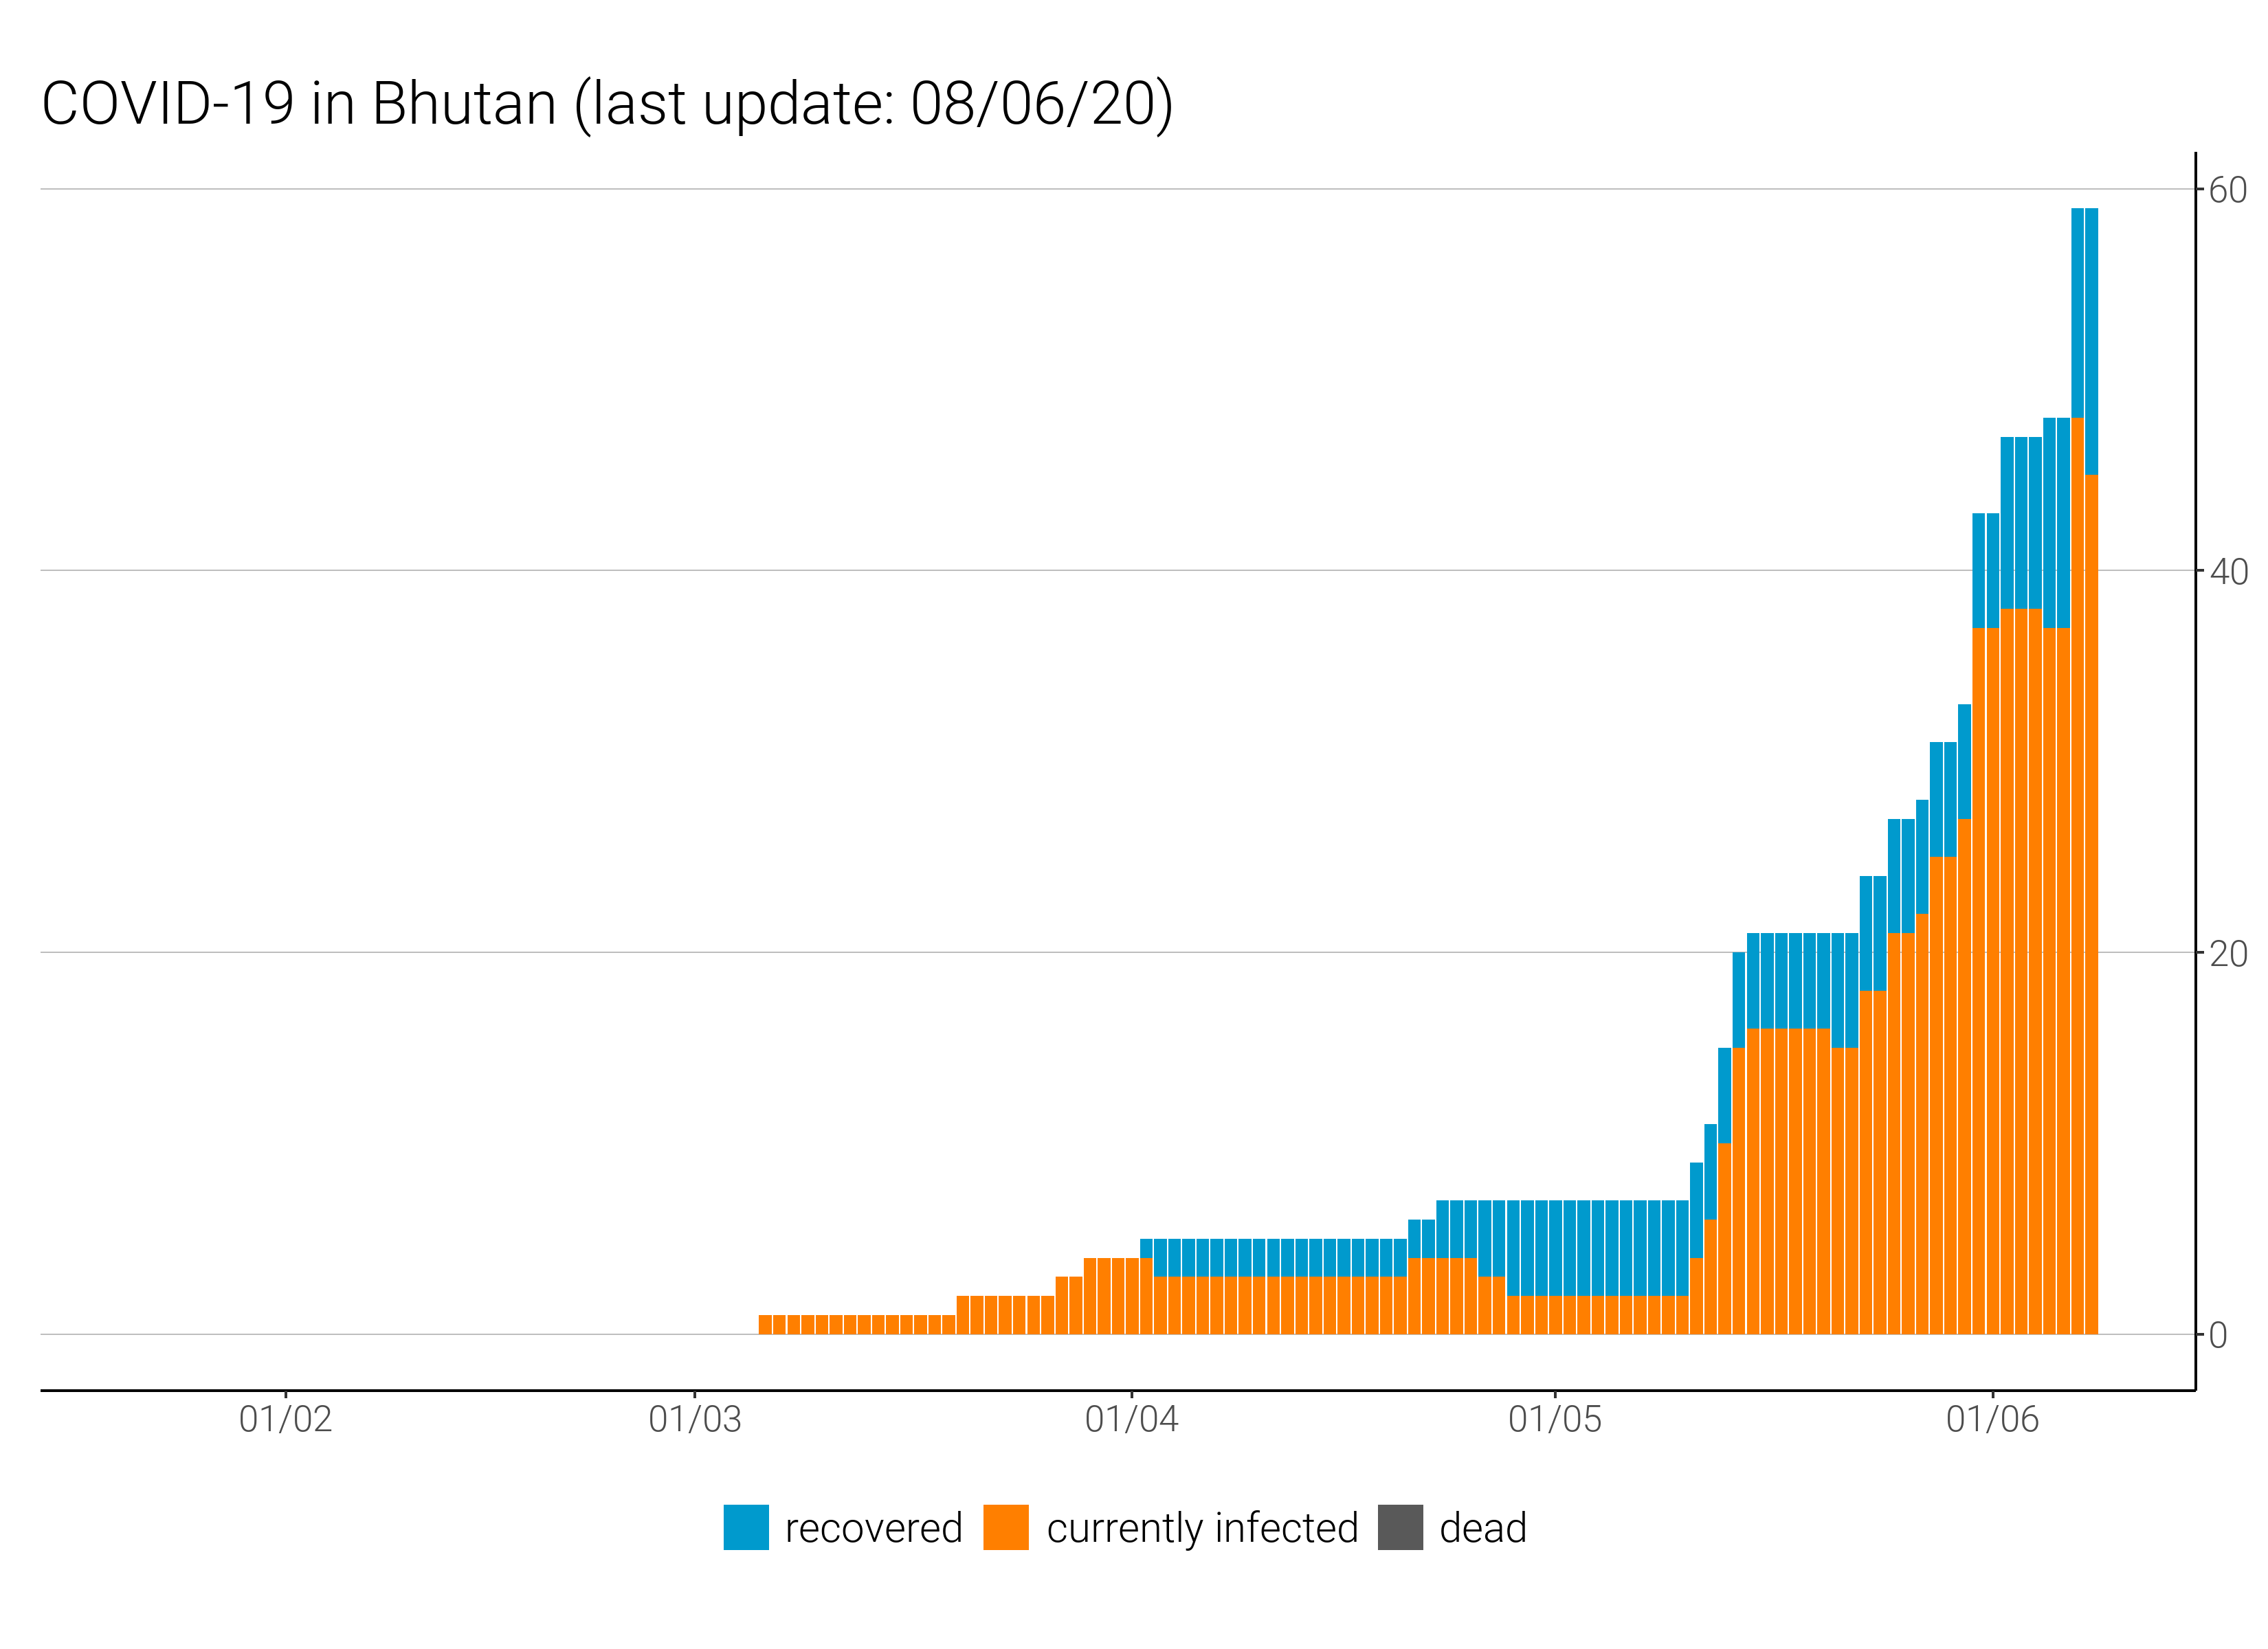 COVID-19 in Bhutan (last update: 08/06/20)
60
40
20
0
01/02 01/03 01/04 01/05 01/06
recovered currently infected dead